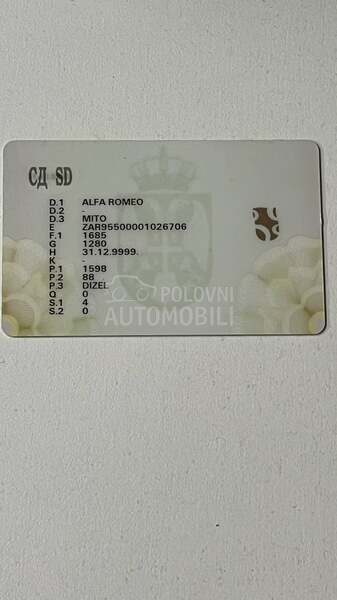 СД SD
D.1 ALFA ROMEO
D.2 -
D.3 MITO
E ZAR95500001026706
F.1 1685
G 1280
H 31.12.9999.
K -
P.1 1598
P.2 88
P.3 DIZEL
Q 0
S.1 4
S.2 0
POLOVNI
AUTOMOBILI